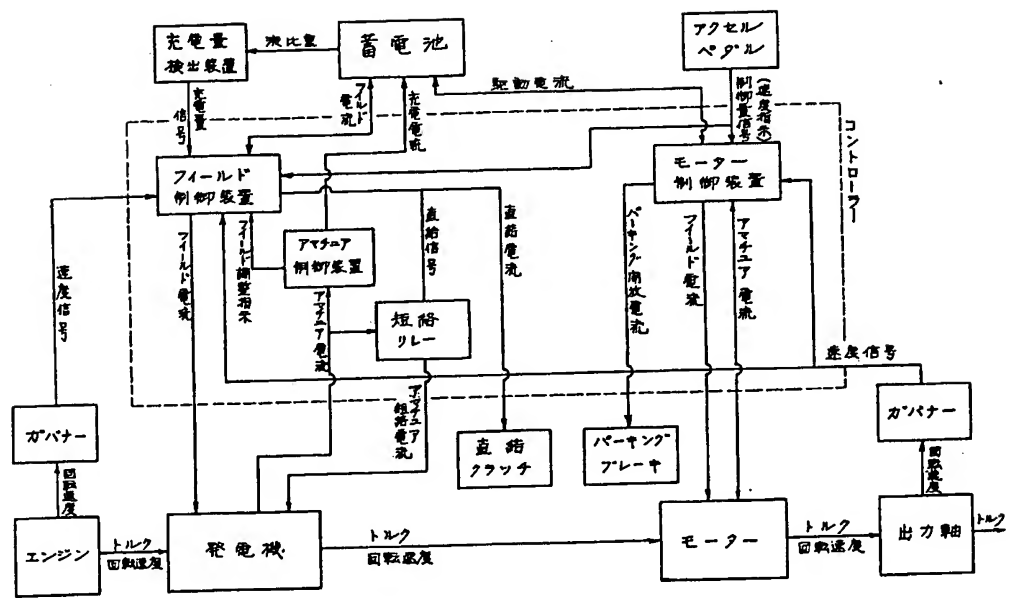 充電量
検出装置
液比重
蓄電池
アクセル
ペダル
充電量
信号
フィールド
電流
充電電流
駆動電流
(速度指示)
制御量信号
コントローラー
フィールド
制御装置
モーター
制御装置
アマチュア
制御装置
フィールド調整指示
直結信号
直結電流
パーキング開放電流
フィールド電流
アマチュア電流
速度信号
フィールド電流
アマチュア電流
短絡
リレー
速度信号
アマチュア
短絡電流
ガバナー
直結
クラッチ
パーキング
ブレーキ
ガバナー
回転速度
回転速度
エンジン
トルク
回転速度
発電機
トルク
回転速度
モーター
トルク
回転速度
出力軸
トルク